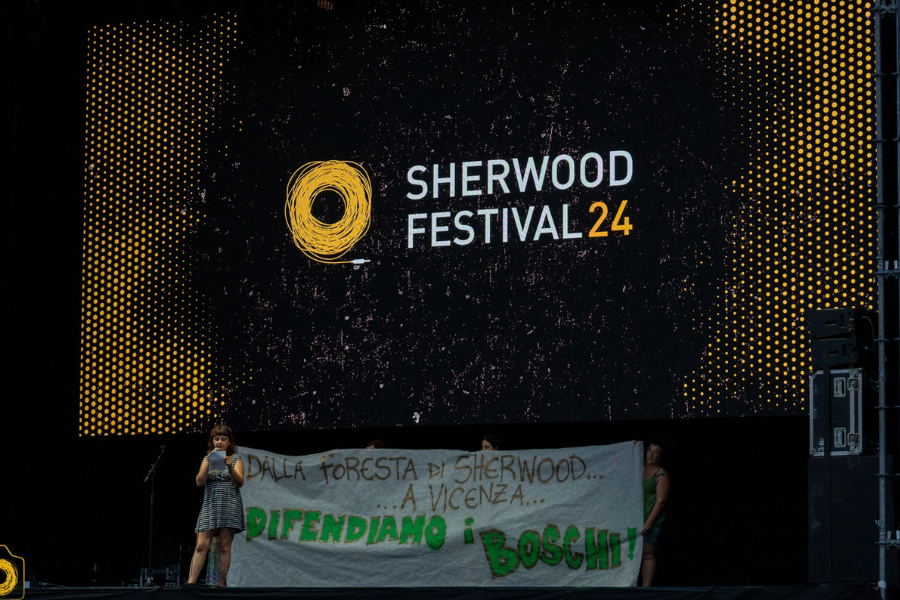 SHERWOOD
FESTIVAL 24
DALLA FORESTA DI SHERWOOD...
...A VICENZA...
DIFENDIAMO i BOSCHI!